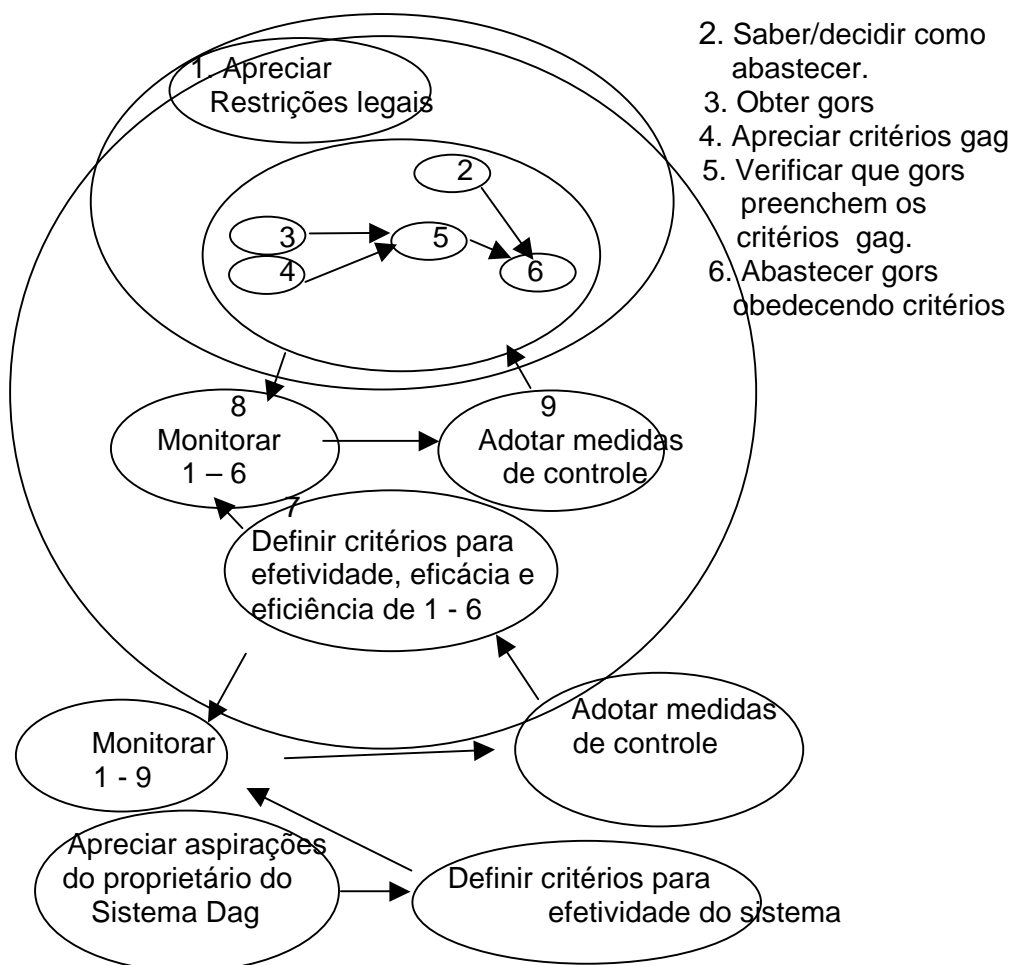 1. Apreciar
Restrições legais
2
3
5
4
6
2. Saber/decidir como
abastecer.
3. Obter gors
4. Apreciar critérios gag
5. Verificar que gors
preenchem os
critérios gag.
6. Abastecer gors
obedecendo critérios
8
Monitorar
1 – 6
9
Adotar medidas
de controle
7
Definir critérios para
efetividade, eficácia e
eficiência de 1 - 6
Monitorar
1 - 9
Adotar medidas
de controle
Apreciar aspirações
do proprietário do
Sistema Dag
Definir critérios para
efetividade do sistema